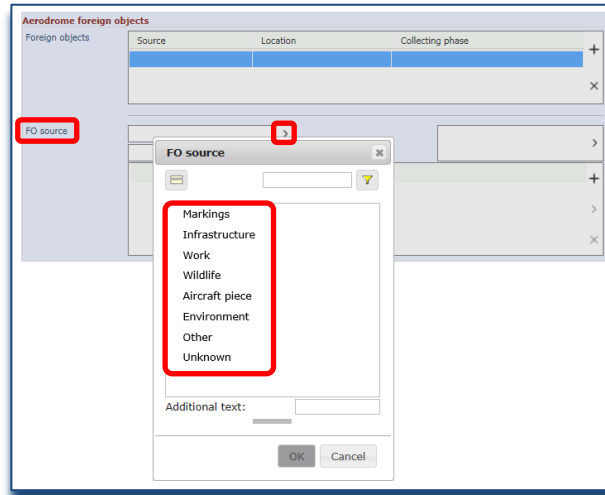 Aerodrome foreign objects
Foreign objects
Source Location Collecting phase
FO source
FO source
Markings
Infrastructure
Work
Wildlife
Aircraft piece
Environment
Other
Unknown
Additional text:
OK Cancel